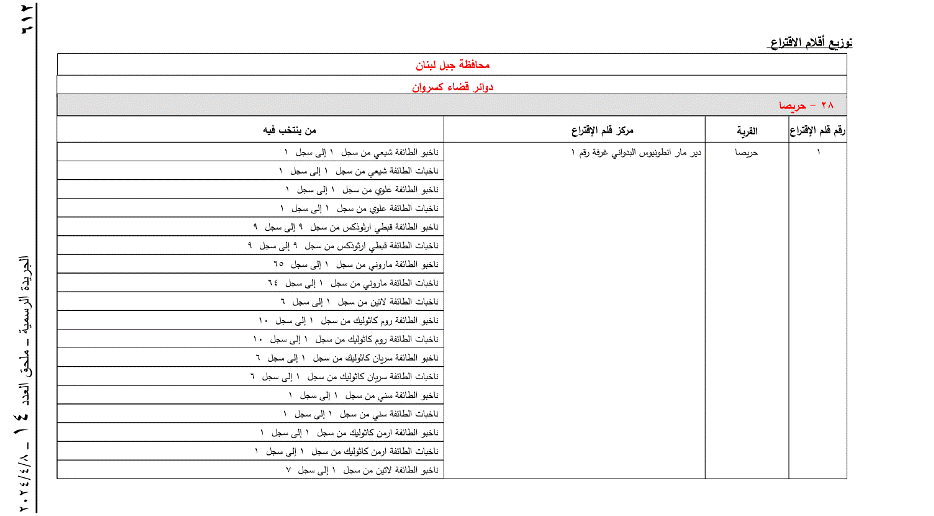 ٦١٢
الجريدة الرسمية – ملحق العدد ١٤ – ٢٠٢٤/٤/٨
توزيع أقلام الاقتراع
محافظة جبل لبنان
دوائر قضاء كسروان
٢٨ - حريصا
رقم قلم الإقتراع القرية مركز قلم الإقتراع من ينتخب فيه
١ حريصا دير مار انطونيوس البدواني غرفة رقم ١ ناخبو الطائفة شيعي من سجل ١ إلى سجل ١
ناخبات الطائفة شيعي من سجل ١ إلى سجل ١
ناخبو الطائفة علوي من سجل ١ إلى سجل ١
ناخبات الطائفة علوي من سجل ١ إلى سجل ١
ناخبو الطائفة قبطي ارثوذكس من سجل ٩ إلى سجل ٩
ناخبات الطائفة قبطي ارثوذكس من سجل ٩ إلى سجل ٩
ناخبو الطائفة ماروني من سجل ١ إلى سجل ٦٥
ناخبات الطائفة ماروني من سجل ١ إلى سجل ٦٤
ناخبات الطائفة لاتين من سجل ١ إلى سجل ٦
ناخبو الطائفة روم كاثوليك من سجل ١ إلى سجل ١٠
ناخبات الطائفة روم كاثوليك من سجل ١ إلى سجل ١٠
ناخبو الطائفة سريان كاثوليك من سجل ١ إلى سجل ٦
ناخبات الطائفة سريان كاثوليك من سجل ١ إلى سجل ٦
ناخبو الطائفة سني من سجل ١ إلى سجل ١
ناخبات الطائفة سني من سجل ١ إلى سجل ١
ناخبو الطائفة ارمن كاثوليك من سجل ١ إلى سجل ١
ناخبات الطائفة ارمن كاثوليك من سجل ١ إلى سجل ١
ناخبو الطائفة لاتين من سجل ١ إلى سجل ٧